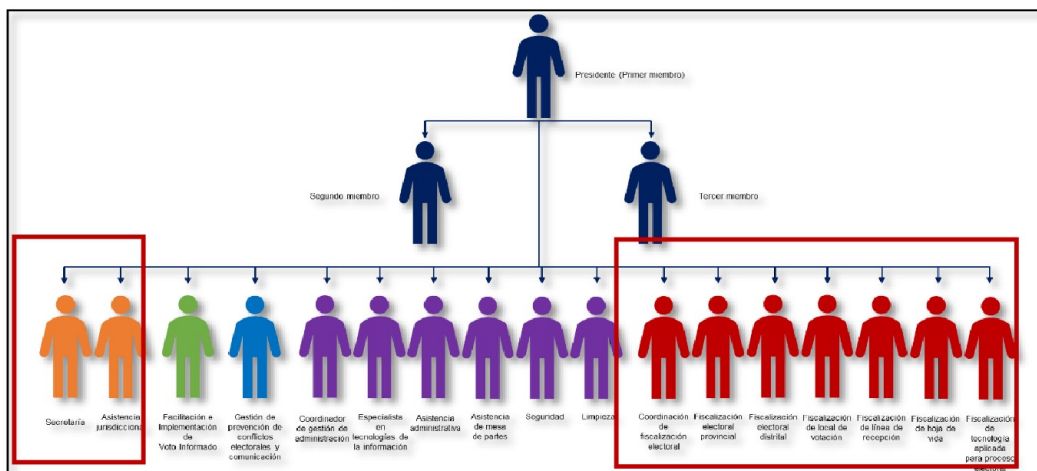 Presidente (Primer miembro)
Segundo miembro
Tercer miembro
Secretaría
Asistencia
jurisdiccional
Facilitación e
Implementación de
Voto Informado
Gestión de
prevención de
conflictos
electorales y
comunicación
Coordinador
de gestión de
administración
Especialista
en
tecnologías de
la información
Asistencia
administrativa
Asistencia
de mesa
de partes
Seguridad
Limpieza
Coordinación
de
fiscalización
electoral
Fiscalización
electoral
provincial
Fiscalización
electoral
distrital
Fiscalización
de local de
votación
Fiscalización
de línea de
recepción
Fiscalización
de hoja de
vida
Fiscalización
de
tecnología
aplicada
para proceso
electoral